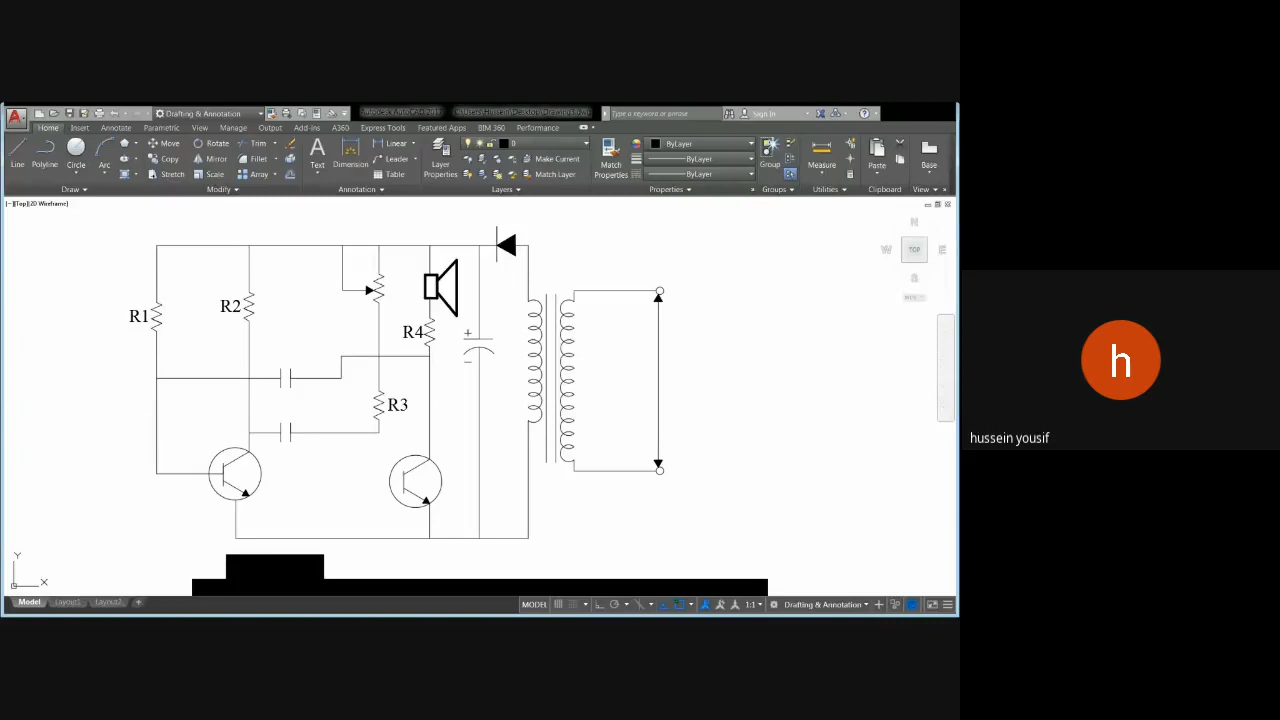 Drafting & Annotation
Type a keyword or phrase
Sign In
Home Insert Annotate Parametric View Manage Output Add-ins A360 Express Tools Featured Apps BIM 360 Performance
Line Polyline Circle Arc
Move Rotate Trim
Copy Mirror Fillet
Stretch Scale Array
Text Dimension
Linear
Leader
Table
Layer Properties
0
Make Current
Match Layer
Match Properties
ByLayer
ByLayer
ByLayer
Group
Measure
Paste
Base
Draw Modify Annotation Layers Properties Groups Utilities Clipboard View
[−][Top][2D Wireframe]
N
W TOP E
S
R1
R2
R4
+
−
R3
Y
X
Model Layout1 Layout2 +
MODEL 1:1 Drafting & Annotation
h
hussein yousif